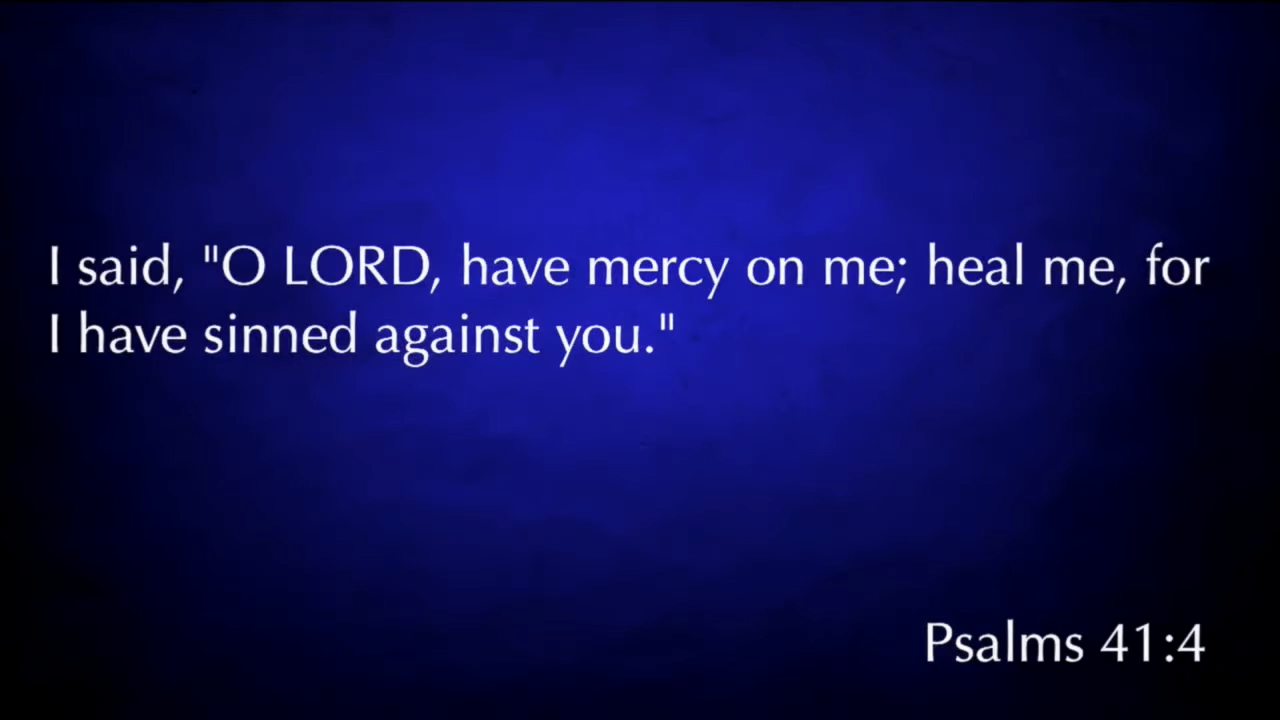 I said, "O LORD, have mercy on me; heal me, for
I have sinned against you."
Psalms 41:4